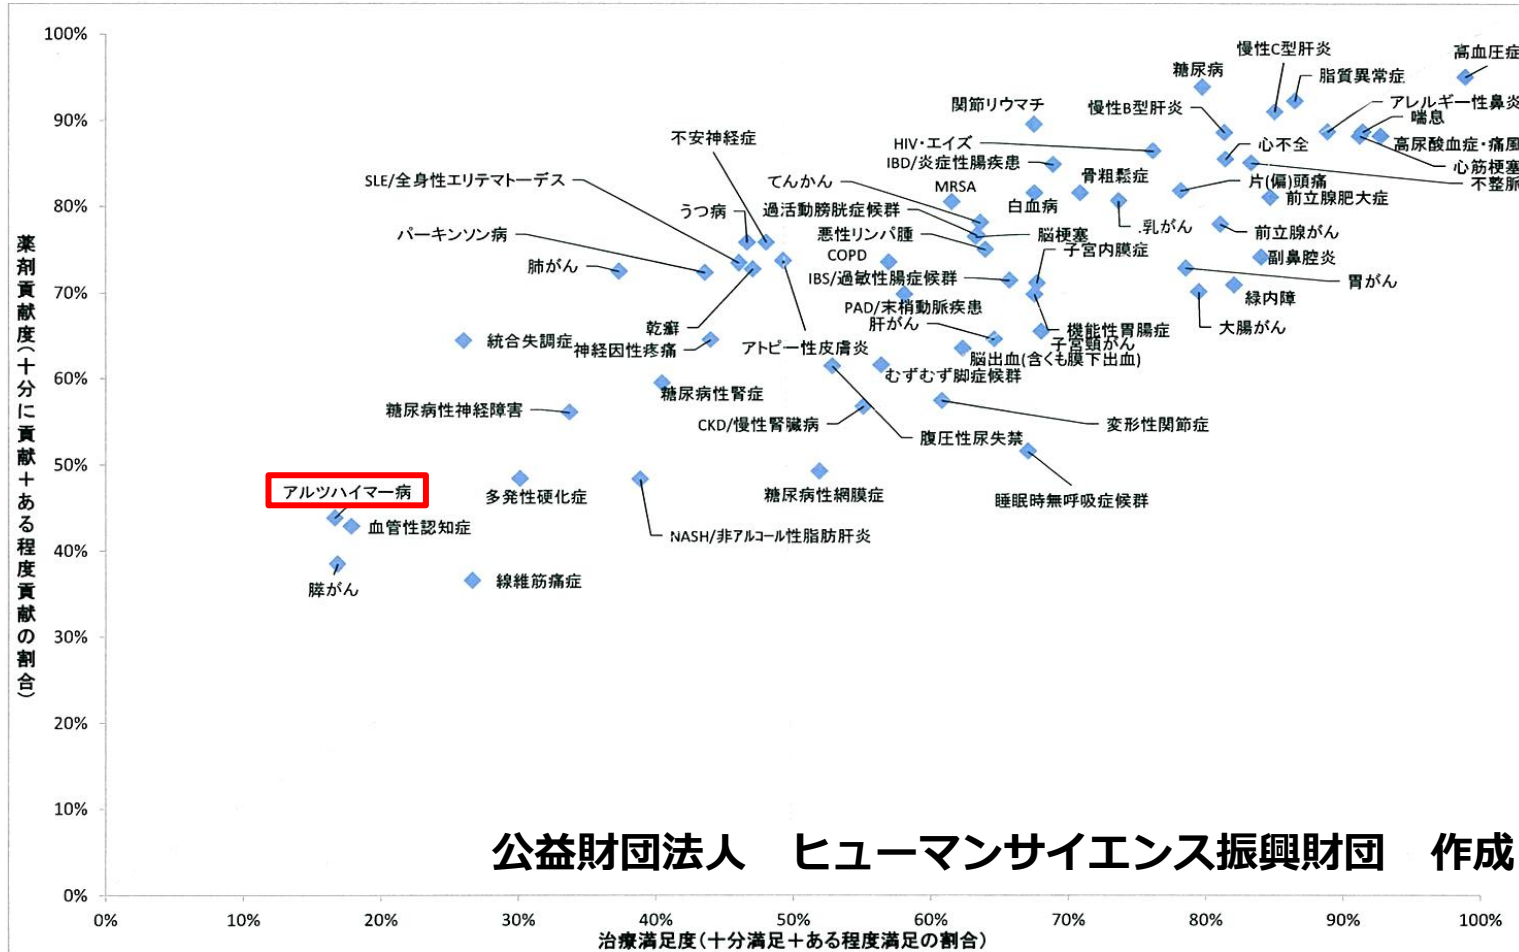 100%
90%
80%
70%
60%
50%
40%
30%
20%
10%
0%
薬剤貢献度(十分に貢献+ある程度貢献の割合)
慢性C型肝炎
高血圧症
糖尿病
脂質異常症
関節リウマチ
慢性B型肝炎
アレルギー性鼻炎
喘息
不安神経症
HIV・エイズ
心不全
高尿酸血症・痛風
IBD/炎症性腸疾患
心筋梗塞
SLE/全身性エリテマトーデス
てんかん
MRSA
骨粗鬆症
片(偏)頭痛
不整脈
うつ病
過活動膀胱症候群
白血病
乳がん
前立腺肥大症
パーキンソン病
悪性リンパ腫
脳梗塞
前立腺がん
肺がん
COPD
子宮内膜症
副鼻腔炎
IBS/過敏性腸症候群
胃がん
PAD/末梢動脈疾患
緑内障
乾癬
肝がん
機能性胃腸症
大腸がん
統合失調症
神経因性疼痛
アトピー性皮膚炎
子宮頸がん
脳出血(含くも膜下出血)
むずむず脚症候群
糖尿病性腎症
糖尿病性神経障害
CKD/慢性腎臓病
変形性関節症
腹圧性尿失禁
アルツハイマー病
多発性硬化症
糖尿病性網膜症
睡眠時無呼吸症候群
血管性認知症
NASH/非アルコール性脂肪肝炎
膵がん
線維筋痛症
公益財団法人 ヒューマンサイエンス振興財団 作成
0% 10% 20% 30% 40% 50% 60% 70% 80% 90% 100%
治療満足度(十分満足+ある程度満足の割合)